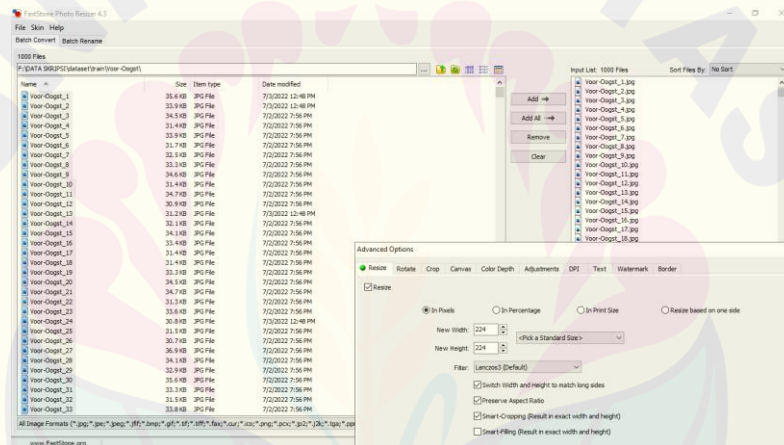 FastStone Photo Resizer 4.3
File Skin Help
Batch Convert Batch Rename
1000 Files
F:\DATA SKRIPSI\dataset\train\Voor-Oogst\ ...
Input List: 1000 Files Sort Files By: No Sort
Name Size Item type Date modified
Voor-Oogst_1 35.6 KB JPG File 7/3/2022 12:48 PM
Voor-Oogst_2 33.9 KB JPG File 7/3/2022 12:48 PM
Voor-Oogst_3 34.5 KB JPG File 7/2/2022 7:56 PM
Voor-Oogst_4 31.4 KB JPG File 7/2/2022 7:56 PM
Voor-Oogst_5 33.9 KB JPG File 7/2/2022 7:56 PM
Voor-Oogst_6 31.7 KB JPG File 7/2/2022 7:56 PM
Voor-Oogst_7 32.5 KB JPG File 7/2/2022 7:56 PM
Voor-Oogst_8 33.3 KB JPG File 7/2/2022 7:56 PM
Voor-Oogst_9 34.6 KB JPG File 7/2/2022 7:56 PM
Voor-Oogst_10 31.4 KB JPG File 7/2/2022 7:56 PM
Voor-Oogst_11 34.7 KB JPG File 7/2/2022 7:56 PM
Voor-Oogst_12 30.9 KB JPG File 7/2/2022 7:56 PM
Voor-Oogst_13 31.2 KB JPG File 7/3/2022 12:48 PM
Voor-Oogst_14 32.1 KB JPG File 7/2/2022 7:56 PM
Voor-Oogst_15 34.1 KB JPG File 7/2/2022 7:56 PM
Voor-Oogst_16 33.4 KB JPG File 7/2/2022 7:56 PM
Voor-Oogst_17 31.4 KB JPG File 7/2/2022 7:56 PM
Voor-Oogst_18 31.4 KB JPG File 7/2/2022 7:56 PM
Voor-Oogst_19 33.3 KB JPG File 7/2/2022 7:56 PM
Voor-Oogst_20 34.5 KB JPG File 7/2/2022 7:56 PM
Voor-Oogst_21 34.7 KB JPG File 7/2/2022 7:56 PM
Voor-Oogst_22 31.3 KB JPG File 7/2/2022 7:56 PM
Voor-Oogst_23 33.6 KB JPG File 7/2/2022 7:56 PM
Voor-Oogst_24 30.8 KB JPG File 7/3/2022 12:48 PM
Voor-Oogst_25 31.5 KB JPG File 7/2/2022 7:56 PM
Voor-Oogst_26 30.7 KB JPG File 7/2/2022 7:56 PM
Voor-Oogst_27 36.9 KB JPG File 7/2/2022 7:56 PM
Voor-Oogst_28 34.1 KB JPG File 7/2/2022 7:56 PM
Voor-Oogst_29 32.9 KB JPG File 7/2/2022 7:56 PM
Voor-Oogst_30 35.6 KB JPG File 7/2/2022 7:56 PM
Voor-Oogst_31 33.3 KB JPG File 7/2/2022 7:56 PM
Voor-Oogst_32 34.5 KB JPG File 7/2/2022 7:56 PM
Voor-Oogst_33 33.8 KB JPG File 7/2/2022 7:56 PM
All Image Formats (*.jpg;*.jpe;*.jpeg;*.jfif;*.bmp;*.gif;*.tif;*.tiff;*.fax;*.cur;*.ico;*.png;*.pcx;*.jp2;*.j2k;*.tga;*.ppm
www.FastStone.org
Add
Add All
Remove
Clear
Voor-Oogst_1.jpg
Voor-Oogst_2.jpg
Voor-Oogst_3.jpg
Voor-Oogst_4.jpg
Voor-Oogst_5.jpg
Voor-Oogst_6.jpg
Voor-Oogst_7.jpg
Voor-Oogst_8.jpg
Voor-Oogst_9.jpg
Voor-Oogst_10.jpg
Voor-Oogst_11.jpg
Voor-Oogst_12.jpg
Voor-Oogst_13.jpg
Voor-Oogst_14.jpg
Voor-Oogst_15.jpg
Voor-Oogst_16.jpg
Voor-Oogst_17.jpg
Voor-Oogst_18.jpg
Advanced Options
Resize Rotate Crop Canvas Color Depth Adjustments DPI Text Watermark Border
Resize
In Pixels In Percentage In Print Size Resize based on one side
New Width: 224
<Pick a Standard Size>
New Height: 224
Filter: Lanczos3 (Default)
Switch Width and Height to match long sides
Preserve Aspect Ratio
Smart-Cropping (Result in exact width and height)
Smart-Filling (Result in exact width and height)